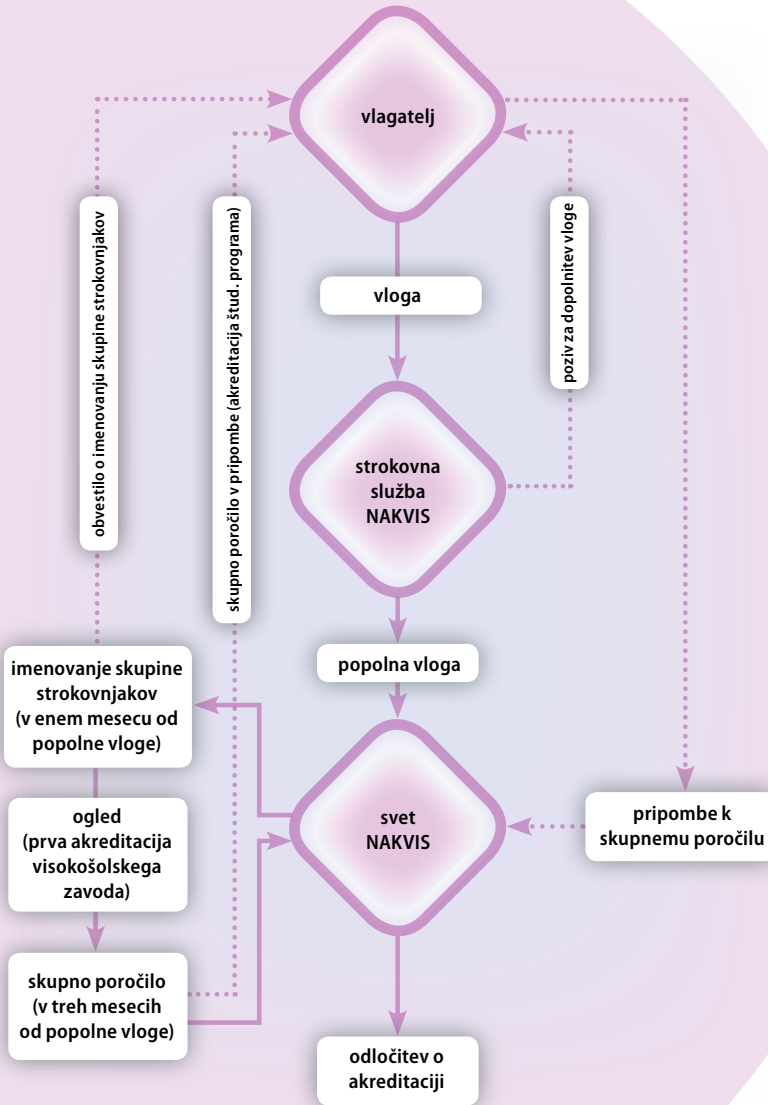 vlagatelj
obvestilo o imenovanju skupine strokovnjakov
skupno poročilo v pripombe (akreditacija štud. programa)
poziv za dopolnitev vloge
vloga
strokovna
služba
NAKVIS
popolna vloga
imenovanje skupine
strokovnjakov
(v enem mesecu od
popolne vloge)
ogled
(prva akreditacija
visokošolskega
zavoda)
svet
NAKVIS
pripombe k
skupnemu poročilu
skupno poročilo
(v treh mesecih
od popolne vloge)
odločitev o
akreditaciji